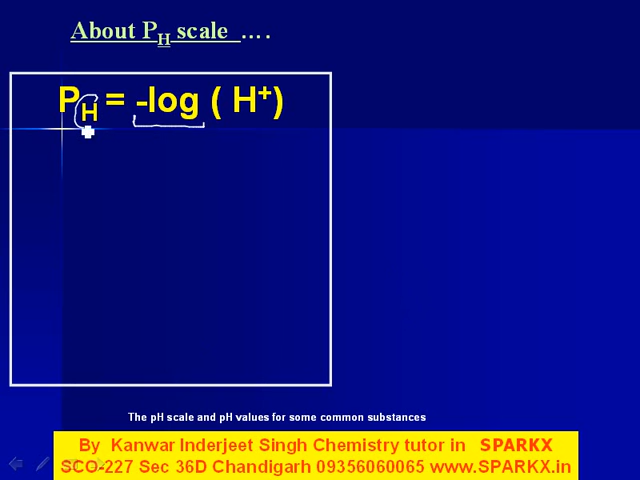 About PH scale ....
PH = -log ( H+)
The pH scale and pH values for some common substances
By Kanwar Inderjeet Singh Chemistry tutor in SPARKX
SCO-227 Sec 36D Chandigarh 09356060065 www.SPARKX.in